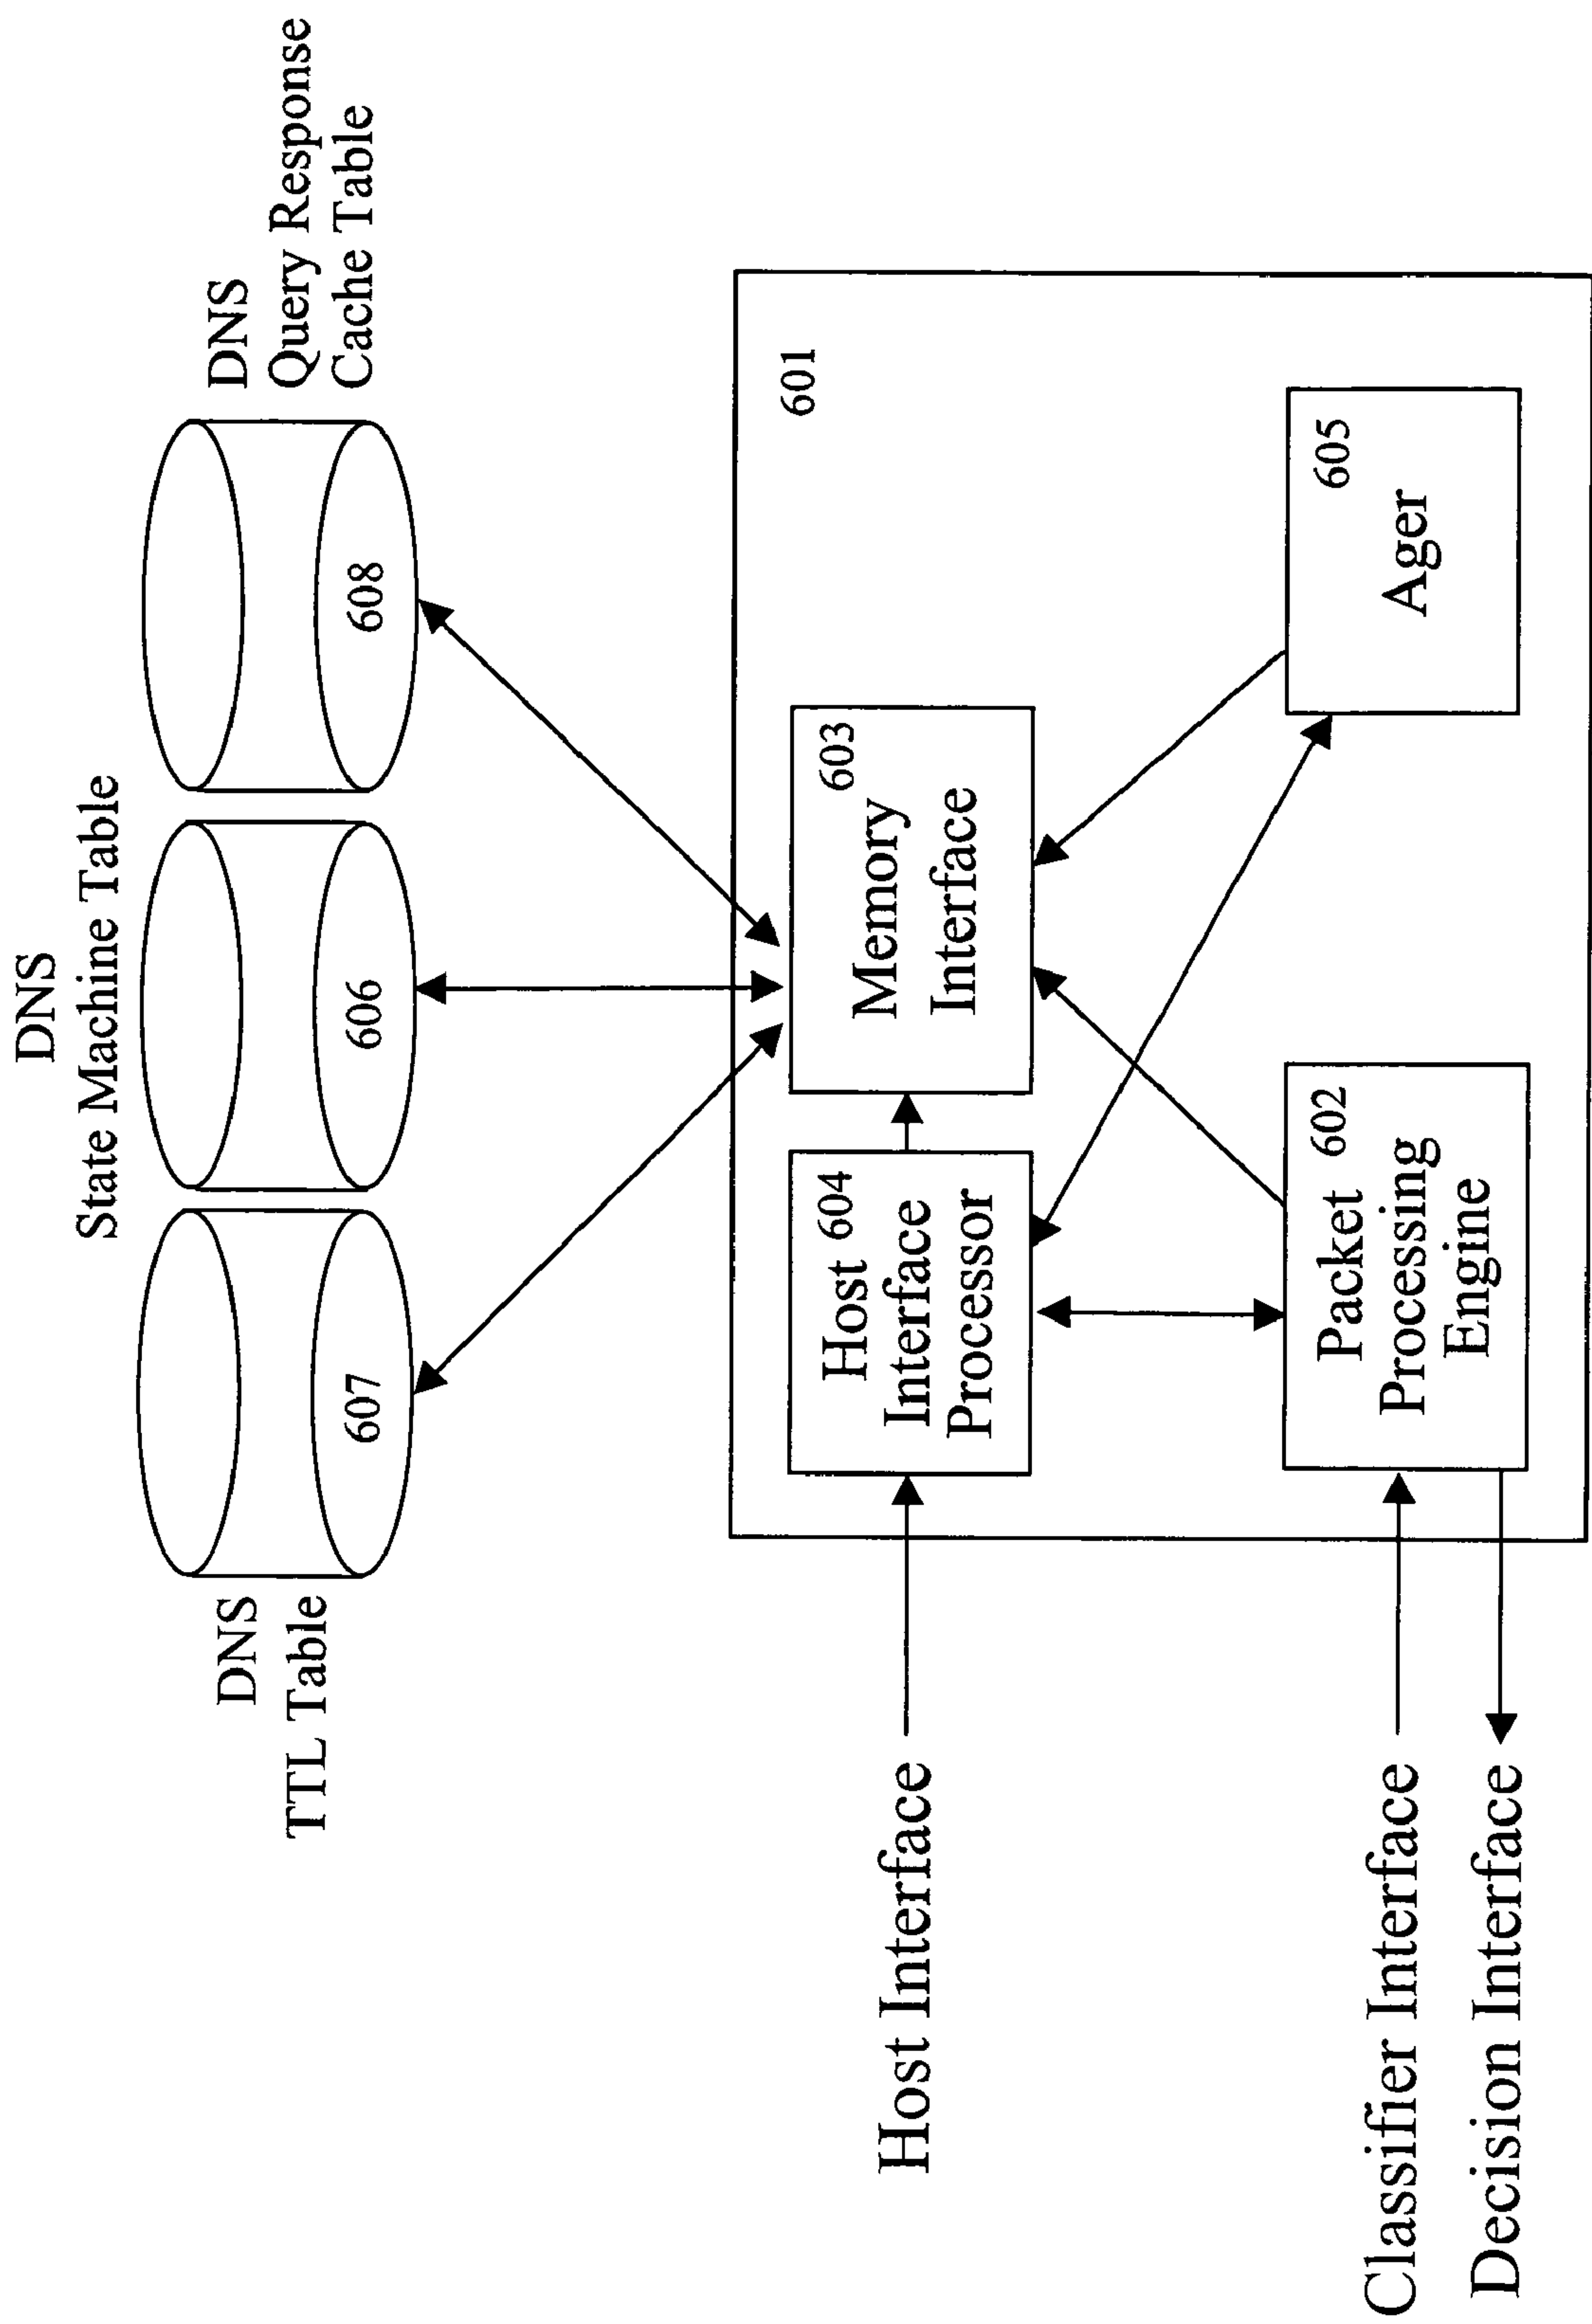 DNS
State Machine Table
DNS
TTL Table
DNS
Query Response
Cache Table
607
606
608
601
Host Interface
Host 604
Interface
Processor
603
Memory
Interface
Classifier Interface
Decision Interface
602
Packet
Processing
Engine
605
Ager